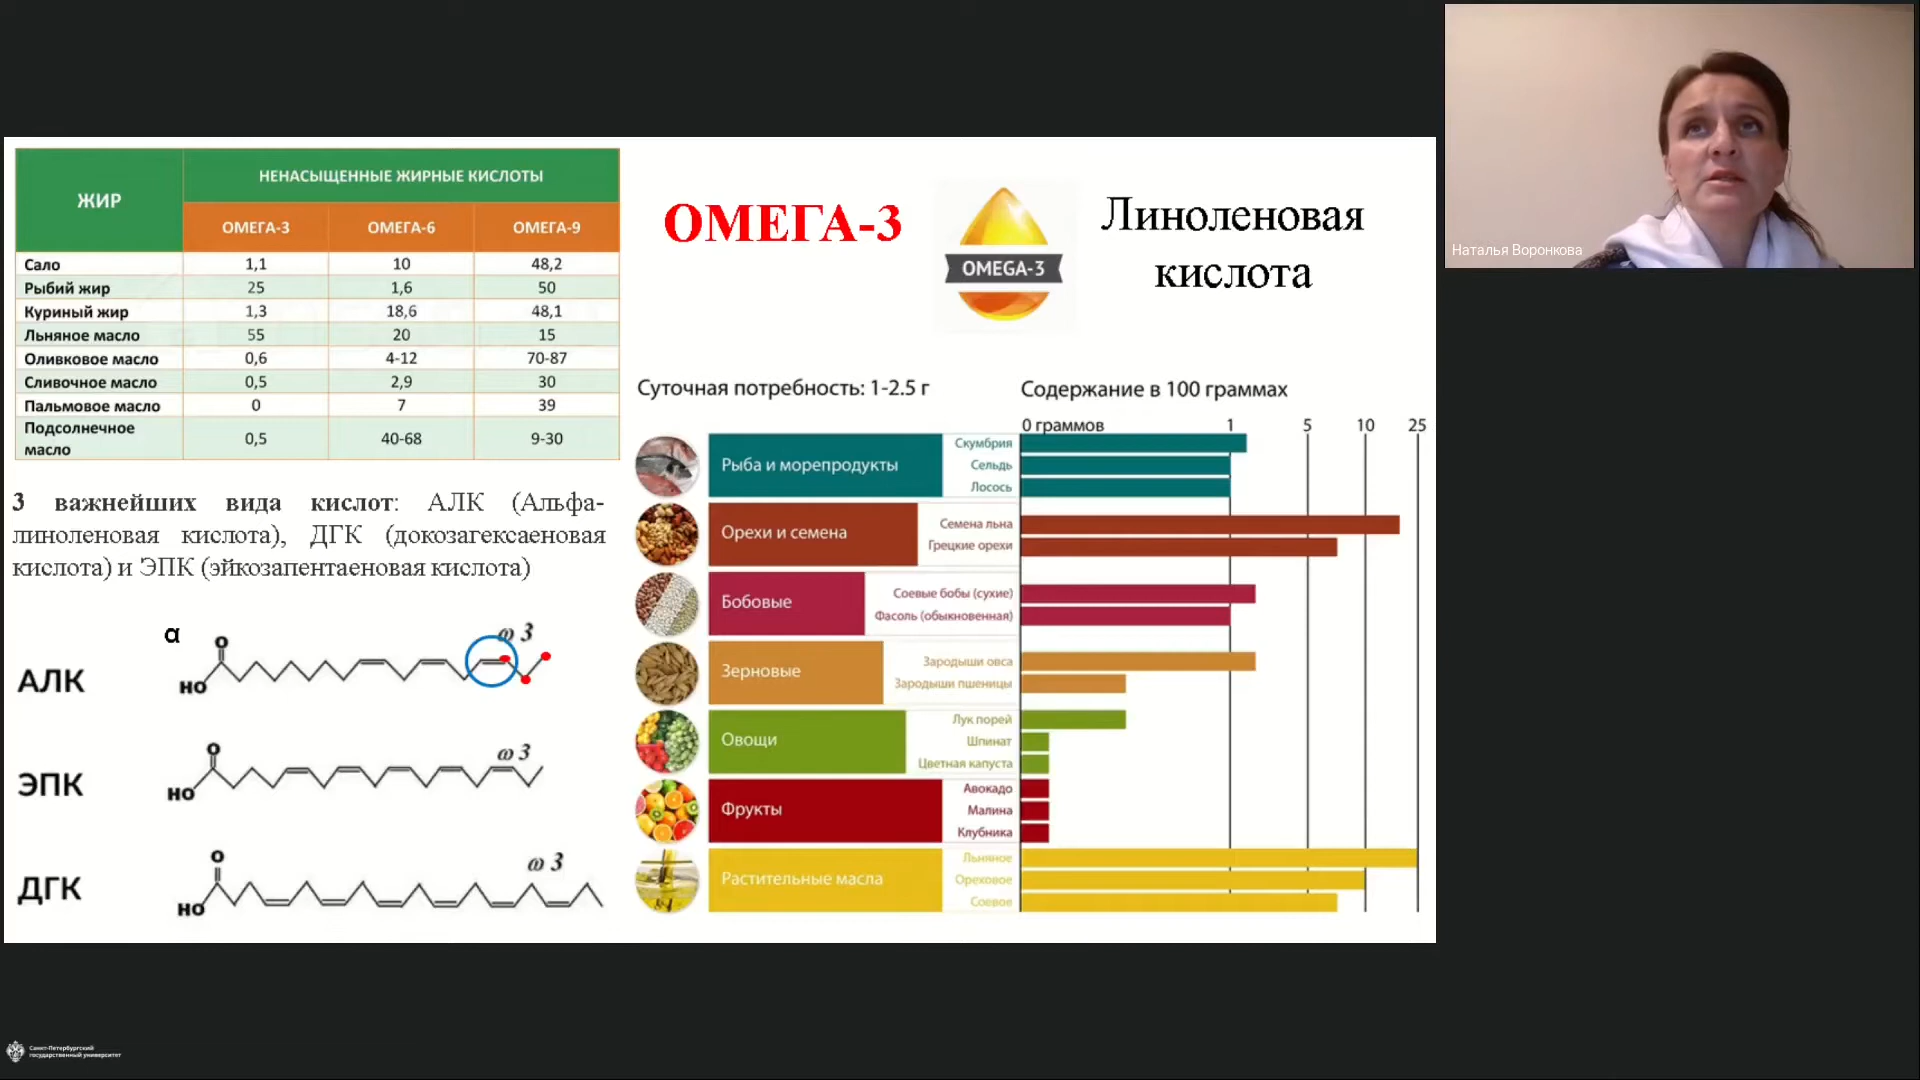 ЖИР
НЕНАСЫЩЕННЫЕ ЖИРНЫЕ КИСЛОТЫ
ОМЕГА-3 ОМЕГА-6 ОМЕГА-9
Сало 1,1 10 48,2
Рыбий жир 25 1,6 50
Куриный жир 1,3 18,6 48,1
Льняное масло 55 20 15
Оливковое масло 0,6 4-12 70-87
Сливочное масло 0,5 2,9 30
Пальмовое масло 0 7 39
Подсолнечное
масло 0,5 40-68 9-30
3 важнейших вида кислот: АЛК (Альфа-
линоленовая кислота), ДГК (докозагексаеновая
кислота) и ЭПК (эйкозапентаеновая кислота)
α
O
ω 3
АЛК
HO
O
ω 3
ЭПК
HO
O
ω 3
ДГК
HO
ОМЕГА-3
OMEGA-3
Линоленовая
кислота
Суточная потребность: 1-2.5 г
Содержание в 100 граммах
0 граммов 1 5 10 25
Рыба и морепродукты
Скумбрия
Сельдь
Лосось
Орехи и семена
Семена льна
Грецкие орехи
Бобовые
Соевые бобы (сухие)
Фасоль (обыкновенная)
Зерновые
Зародыши овса
Зародыши пшеницы
Овощи
Лук порей
Шпинат
Цветная капуста
Фрукты
Авокадо
Малина
Клубника
Растительные масла
Льняное
Ореховое
Соевое
Наталья Воронкова
Санкт-Петербургский
государственный университет